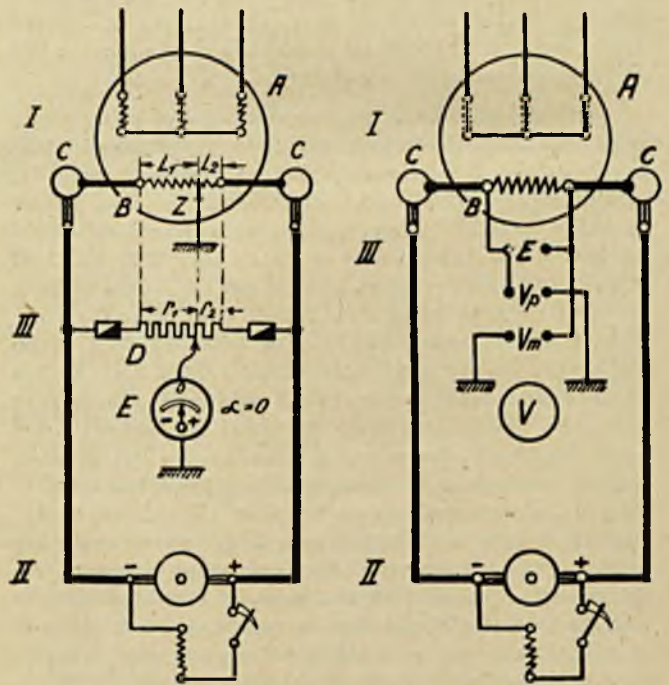 A
I
C
C
L₁
L₂
B
Z
III
r₁
r₂
D
E
- +
α=0
II
- +
A
I
C
C
B
III
E
Vp
Vm
V
II
- +